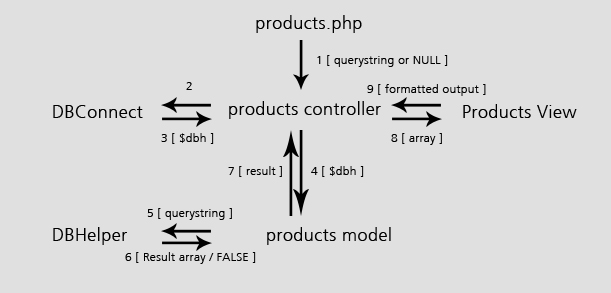 products.php
1 [ querystring or NULL ]
2
9 [ formatted output ]
DBConnect
products controller
Products View
3 [ $dbh ]
8 [ array ]
7 [ result ]
4 [ $dbh ]
5 [ querystring ]
DBHelper
products model
6 [ Result array / FALSE ]